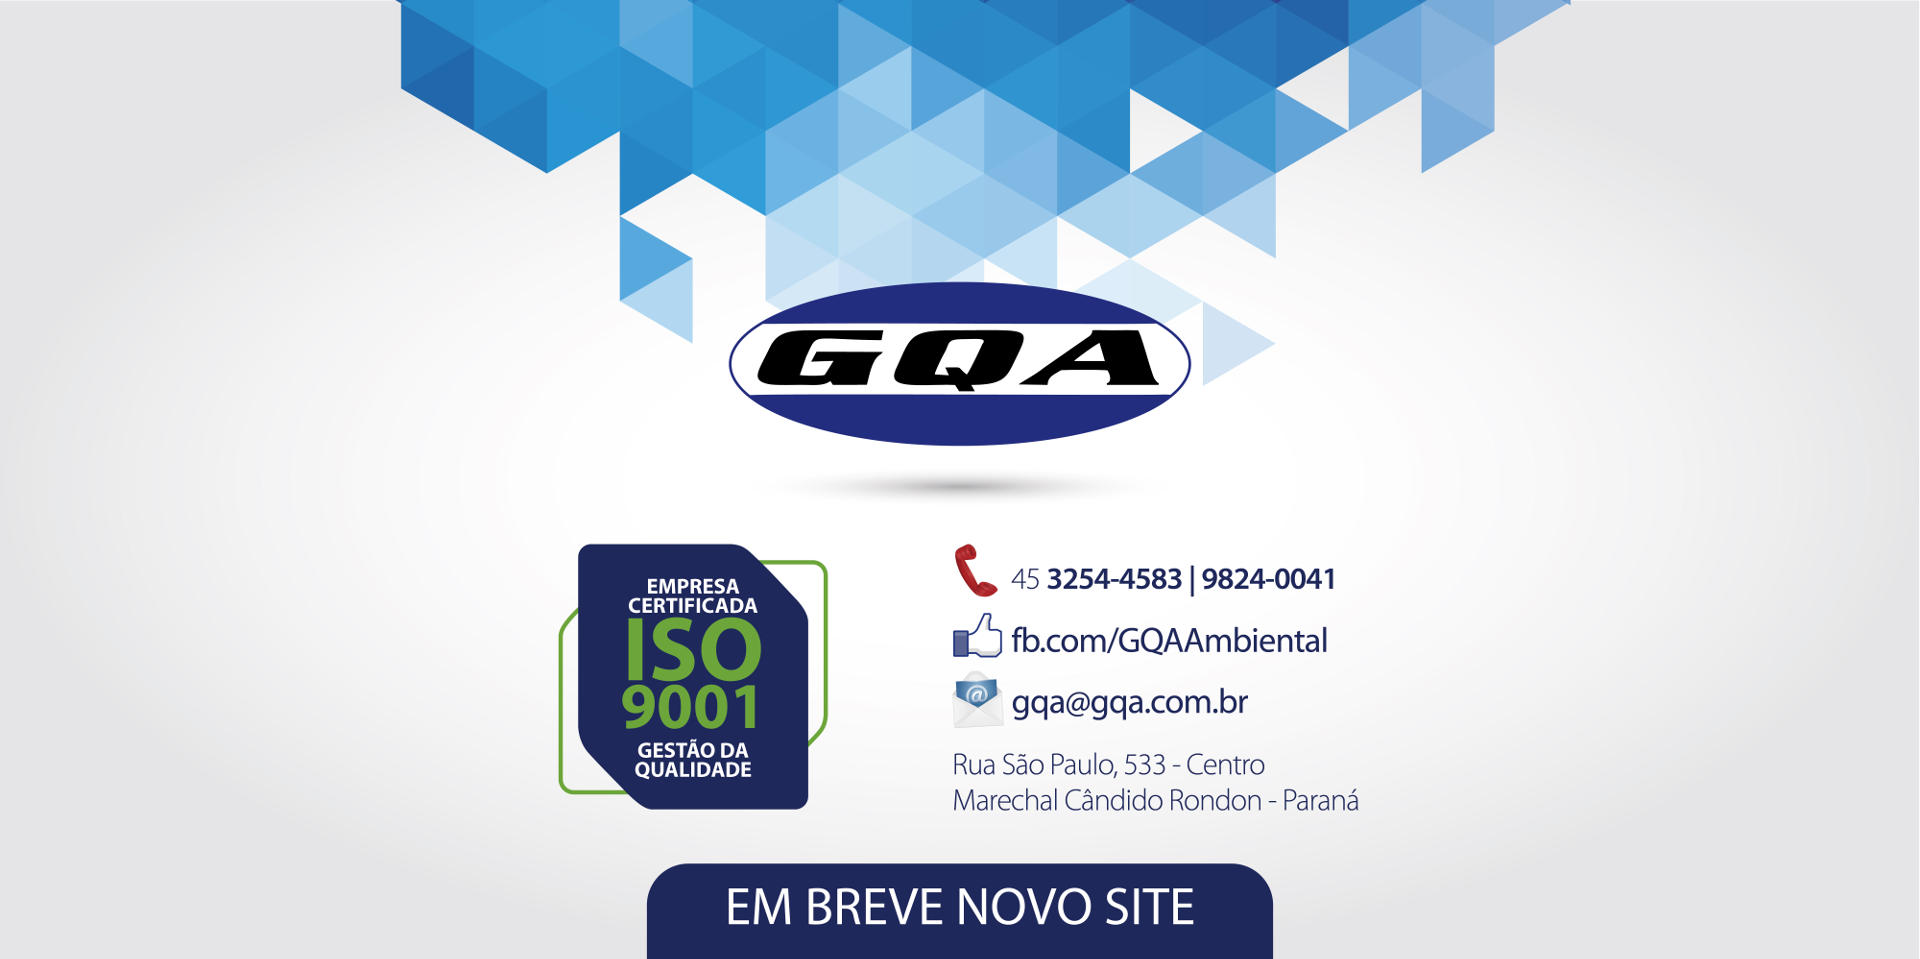 GQA
EMPRESA
CERTIFICADA
ISO
9001
GESTÃO DA
QUALIDADE
45 3254-4583 | 9824-0041
fb.com/GQAAmbiental
@
gqa@gqa.com.br
Rua São Paulo, 533 - Centro
Marechal Cândido Rondon - Paraná
EM BREVE NOVO SITE